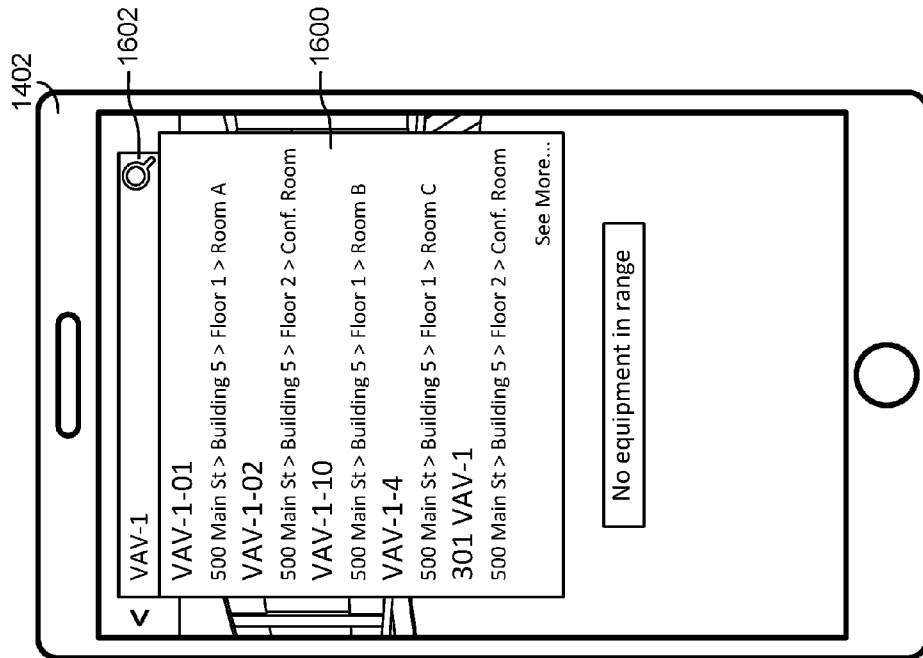 1402
1602
1600
< VAV-1
VAV-1-01
500 Main St > Building 5 > Floor 1 > Room A
VAV-1-02
500 Main St > Building 5 > Floor 2 > Conf. Room
VAV-1-10
500 Main St > Building 5 > Floor 1 > Room B
VAV-1-4
500 Main St > Building 5 > Floor 1 > Room C
301 VAV-1
500 Main St > Building 5 > Floor 2 > Conf. Room
See More...
No equipment in range